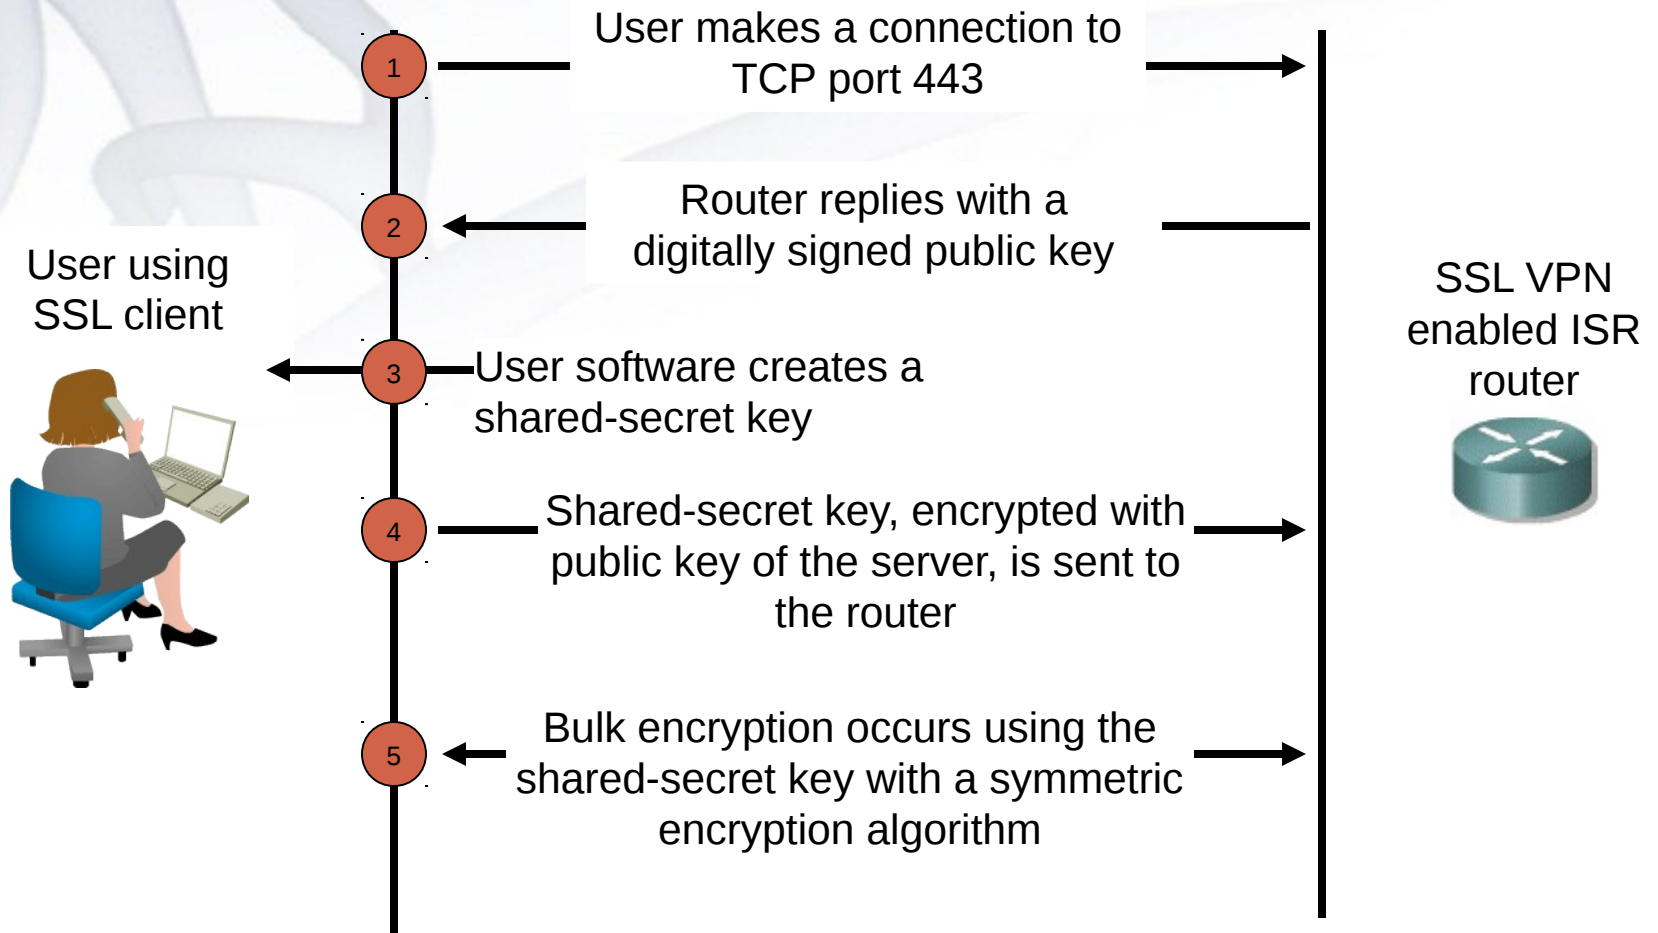 User makes a connection to
TCP port 443
1
Router replies with a
digitally signed public key
2
User using
SSL client
SSL VPN
enabled ISR
router
3
User software creates a
shared-secret key
4
Shared-secret key, encrypted with
public key of the server, is sent to
the router
5
Bulk encryption occurs using the
shared-secret key with a symmetric
encryption algorithm